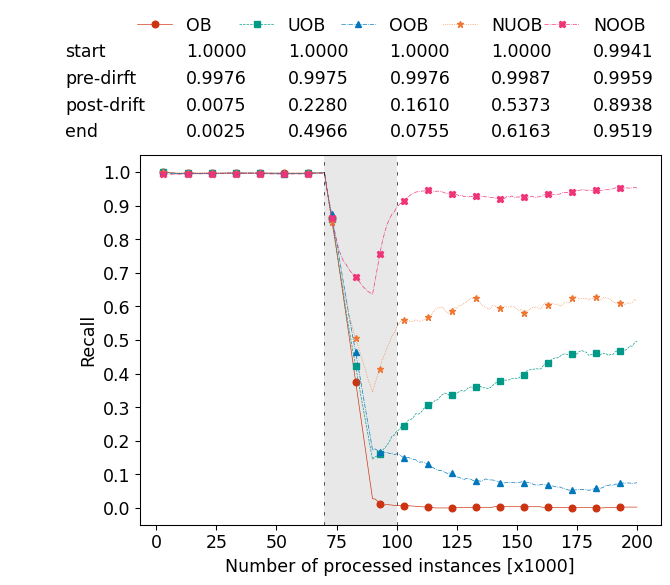 OB UOB OOB NUOB NOOB
start 1.0000 1.0000 1.0000 1.0000 0.9941
pre-dirft 0.9976 0.9975 0.9976 0.9987 0.9959
post-drift 0.0075 0.2280 0.1610 0.5373 0.8938
end 0.0025 0.4966 0.0755 0.6163 0.9519
1.0
0.9
0.8
0.7
0.6
0.5
0.4
0.3
0.2
0.1
0.0
Recall
0 25 50 75 100 125 150 175 200
Number of processed instances [x1000]